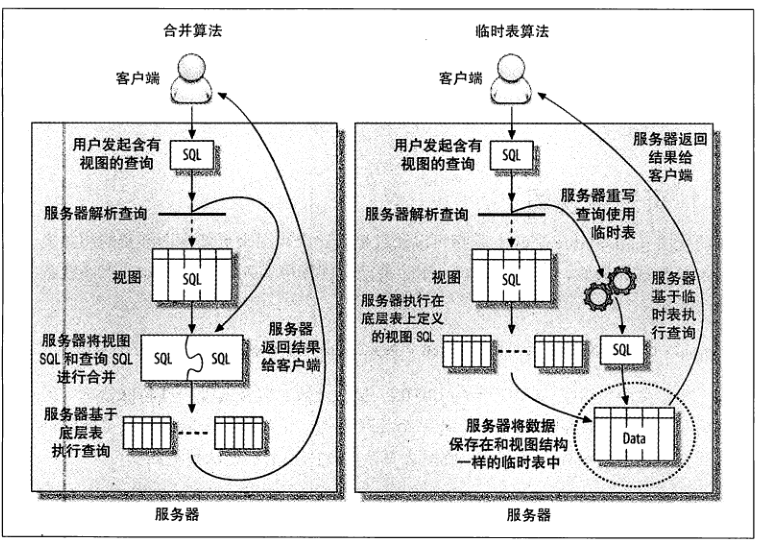 合并算法
客户端
用户发起含有
视图的查询
SQL
服务器解析查询
视图
SQL
服务器将视图
SQL 和查询 SQL
进行合并
SQL
SQL
服务器
返回结果
给客户端
服务器基于
底层表
执行查询
服务器
临时表算法
客户端
用户发起含有
视图的查询
SQL
服务器返回
结果给
客户端
服务器解析查询
服务器重写
查询使用
临时表
视图
SQL
服务器
基于临
时表执
行查询
服务器执行在
底层表上定义
的视图 SQL
SQL
服务器将数据
保存在和视图结构
一样的临时表中
Data
服务器